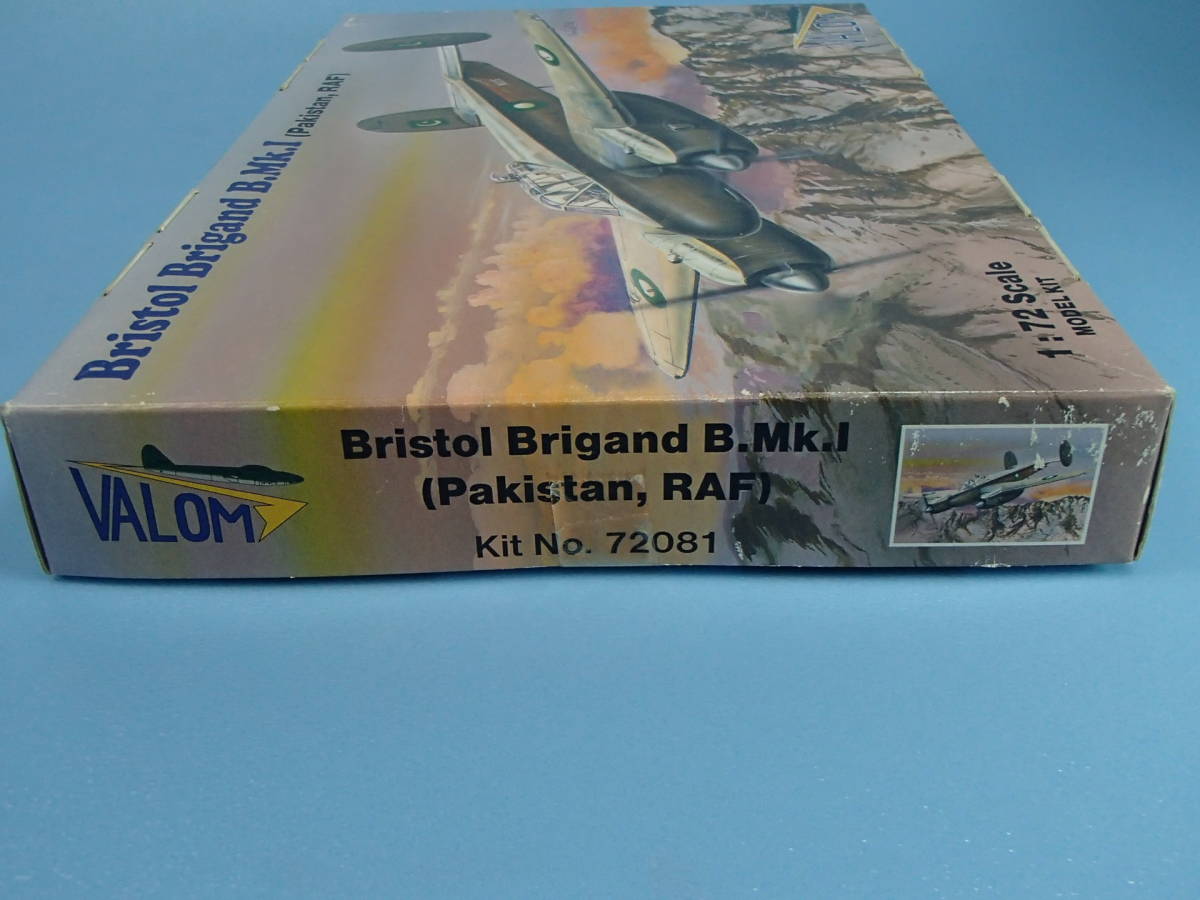 Bristol Brigand B.Mk.I (Pakistan, RAF)
VALOM
1:72 Scale
MODEL KIT
VALOM
Bristol Brigand B.Mk.I
(Pakistan, RAF)
Kit No. 72081